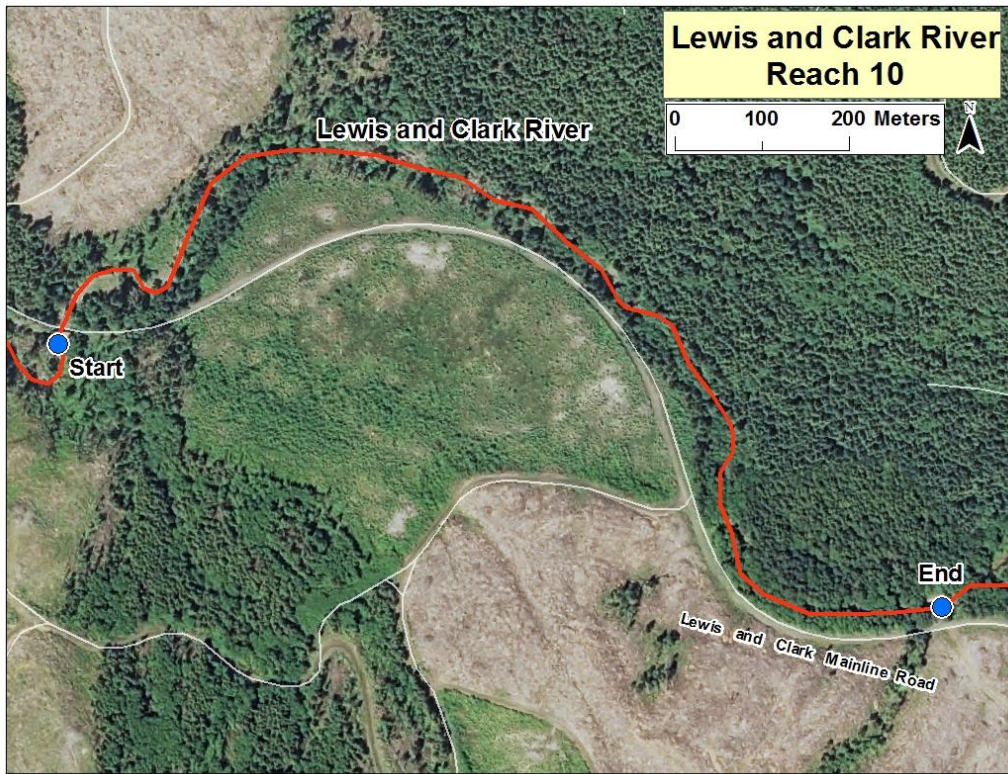 Lewis and Clark River
Reach 10
0 100 200 Meters
N
Lewis and Clark River
Start
End
Lewis and Clark Mainline Road